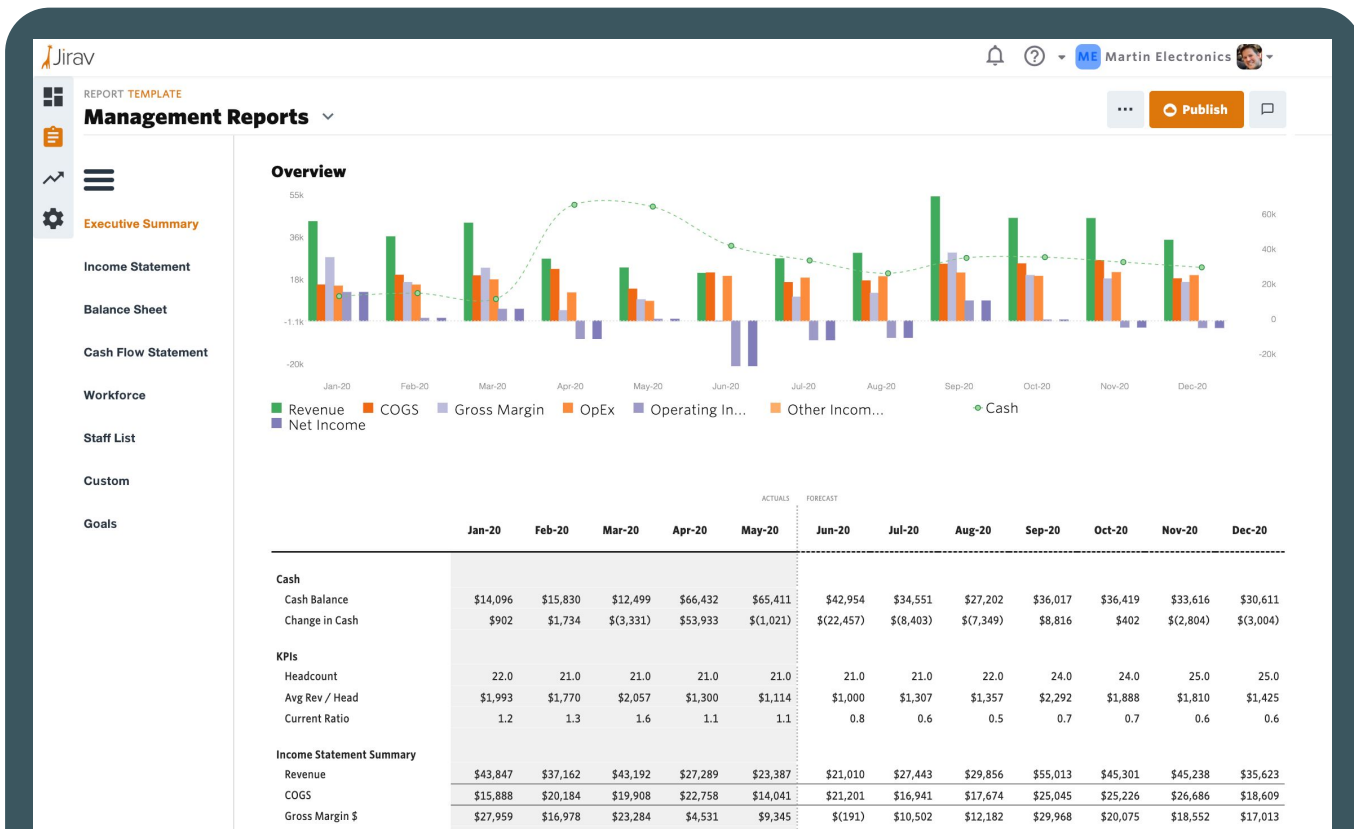 Jirav
ME Martin Electronics
REPORT TEMPLATE
Management Reports
... Publish
Executive Summary
Income Statement
Balance Sheet
Cash Flow Statement
Workforce
Staff List
Custom
Goals
Overview
55k
36k
18k
-1.1k
-20k
60k
40k
20k
0
-20k
Jan-20 Feb-20 Mar-20 Apr-20 May-20 Jun-20 Jul-20 Aug-20 Sep-20 Oct-20 Nov-20 Dec-20
Revenue COGS Gross Margin OpEx Operating In... Other Incom... Cash
Net Income
ACTUALS FORECAST
Jan-20 Feb-20 Mar-20 Apr-20 May-20 Jun-20 Jul-20 Aug-20 Sep-20 Oct-20 Nov-20 Dec-20
Cash
Cash Balance $14,096 $15,830 $12,499 $66,432 $65,411 $42,954 $34,551 $27,202 $36,017 $36,419 $33,616 $30,611
Change in Cash $902 $1,734 $(3,331) $53,933 $(1,021) $(22,457) $(8,403) $(7,349) $8,816 $402 $(2,804) $(3,004)
KPIs
Headcount 22.0 21.0 21.0 21.0 21.0 21.0 21.0 22.0 24.0 24.0 25.0 25.0
Avg Rev / Head $1,993 $1,770 $2,057 $1,300 $1,114 $1,000 $1,307 $1,357 $2,292 $1,888 $1,810 $1,425
Current Ratio 1.2 1.3 1.6 1.1 1.1 0.8 0.6 0.5 0.7 0.7 0.6 0.6
Income Statement Summary
Revenue $43,847 $37,162 $43,192 $27,289 $23,387 $21,010 $27,443 $29,856 $55,013 $45,301 $45,238 $35,623
COGS $15,888 $20,184 $19,908 $22,758 $14,041 $21,201 $16,941 $17,674 $25,045 $25,226 $26,686 $18,609
Gross Margin $ $27,959 $16,978 $23,284 $4,531 $9,345 $(191) $10,502 $12,182 $29,968 $20,075 $18,552 $17,013